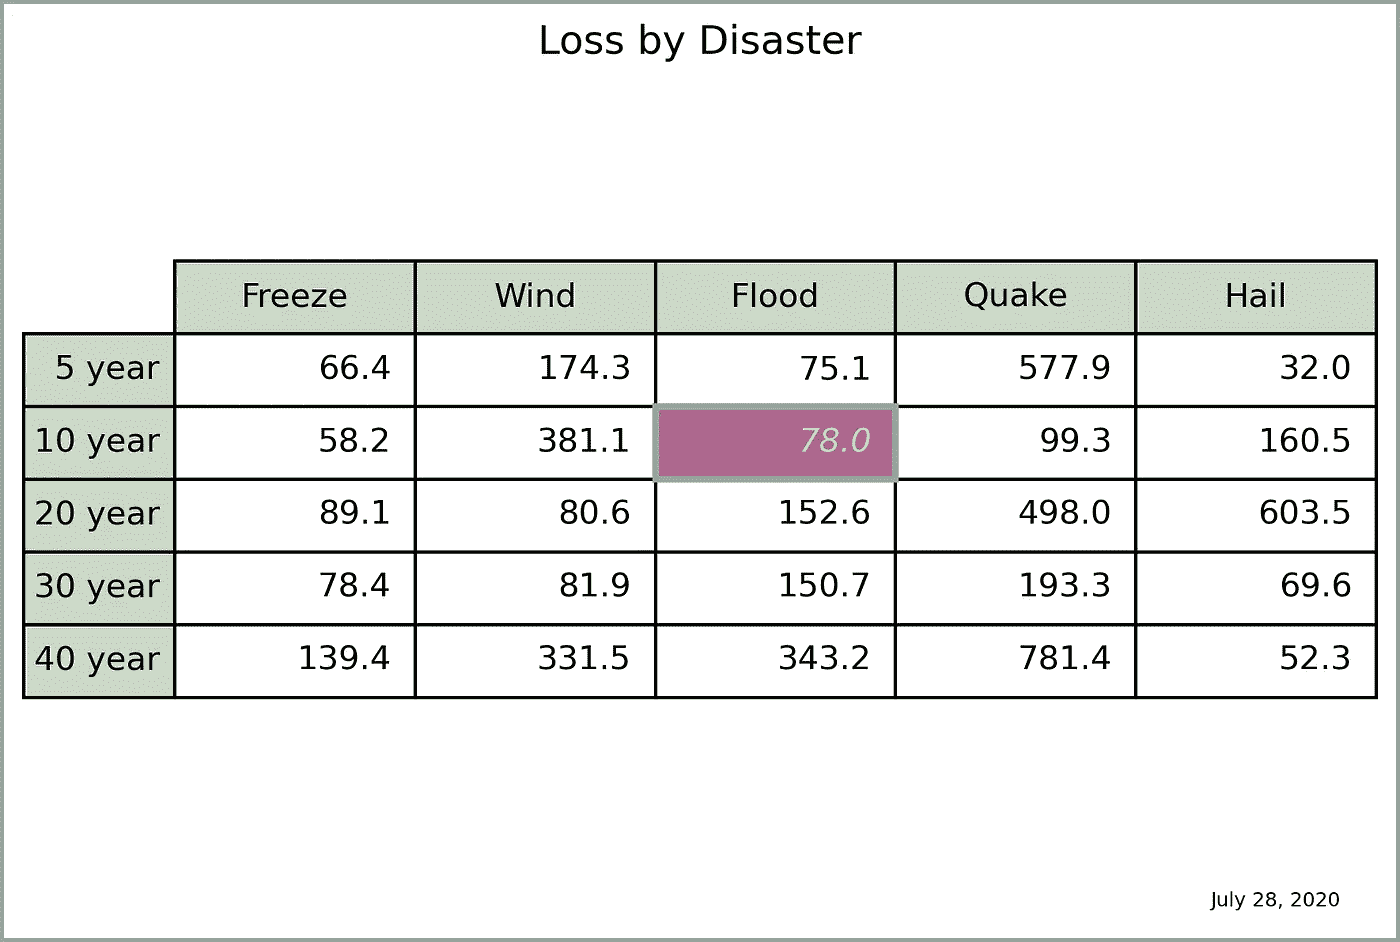 Loss by Disaster
Freeze Wind Flood Quake Hail
5 year 66.4 174.3 75.1 577.9 32.0
10 year 58.2 381.1 78.0 99.3 160.5
20 year 89.1 80.6 152.6 498.0 603.5
30 year 78.4 81.9 150.7 193.3 69.6
40 year 139.4 331.5 343.2 781.4 52.3
July 28, 2020